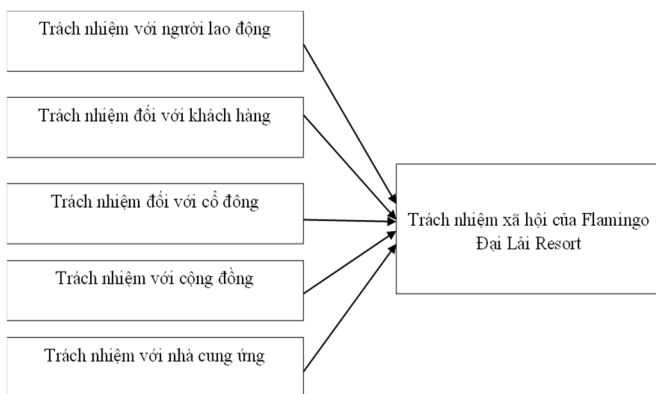 Trách nhiệm với người lao động
Trách nhiệm đối với khách hàng
Trách nhiệm đối với cổ đông
Trách nhiệm với cộng đồng
Trách nhiệm với nhà cung ứng
Trách nhiệm xã hội của Flamingo
Đại Lải Resort